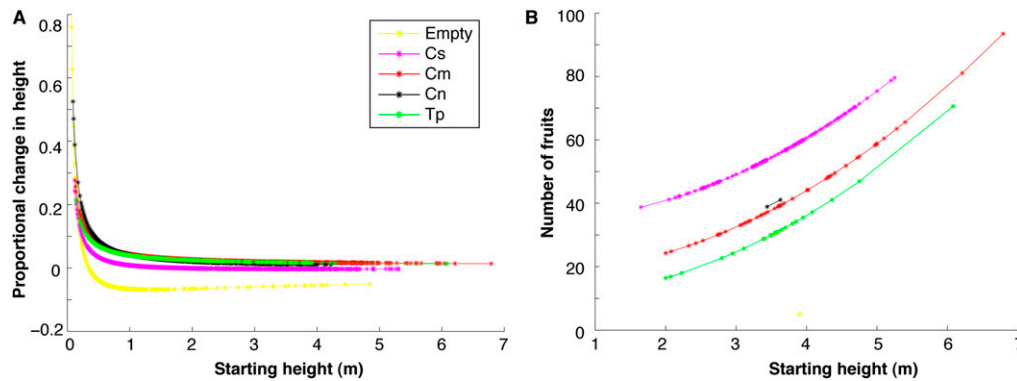 A
Proportional change in height
0.8
0.6
0.4
0.2
0
−0.2
0
1
2
3
4
5
6
7
Starting height (m)
Empty
Cs
Cm
Cn
Tp
B
Number of fruits
100
80
60
40
20
0
1
2
3
4
5
6
7
Starting height (m)